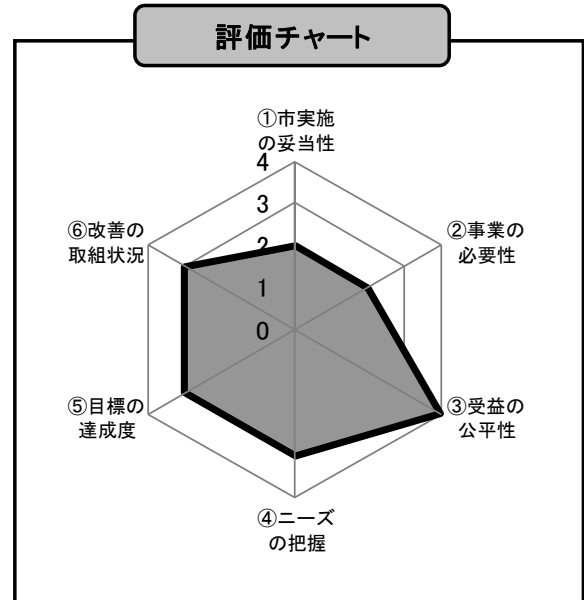 評価チャート
①市実施
の妥当性
4
3
2
1
0
②事業の
必要性
③受益の
公平性
④ニーズ
の把握
⑤目標の
達成度
⑥改善の
取組状況